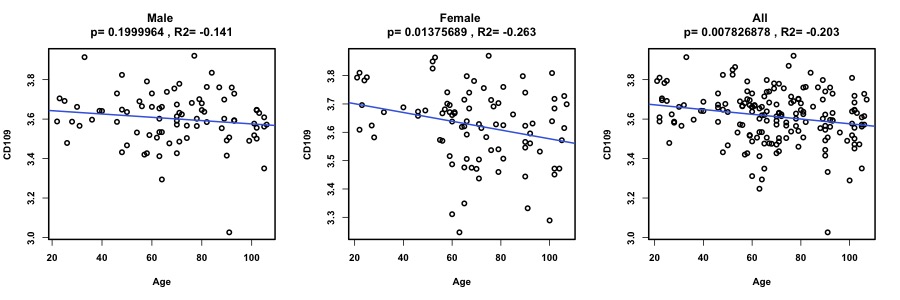 Male
p= 0.1999964 , R2= -0.141
3.8
3.6
3.4
3.2
3.0
CD109
20 40 60 80 100
Age
Female
p= 0.01375689 , R2= -0.263
3.8
3.7
3.6
3.5
3.4
3.3
CD109
20 40 60 80 100
Age
All
p= 0.007826878 , R2= -0.203
3.8
3.6
3.4
3.2
3.0
CD109
20 40 60 80 100
Age